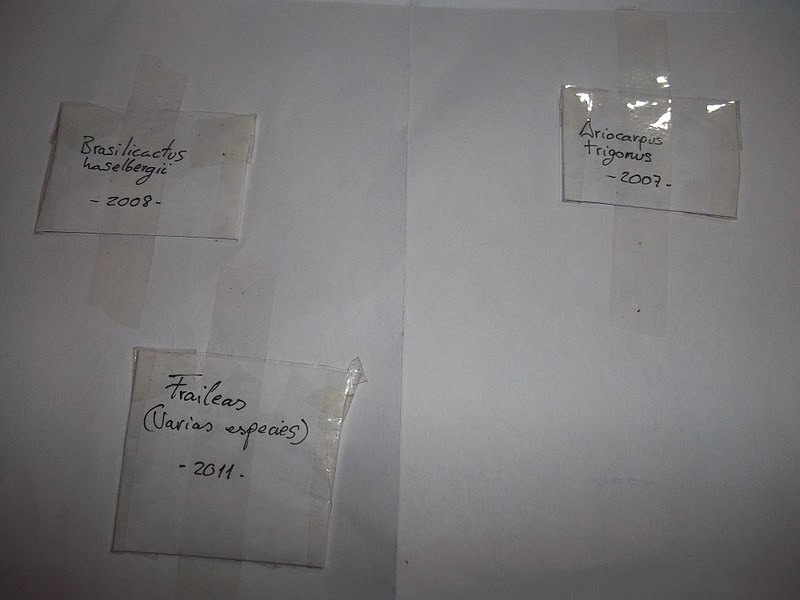 Brasilicactus
haselbergii
- 2008 -
Ariocarpus
trigonus
- 2007 -
Fraileas
(Varias especies)
- 2011 -